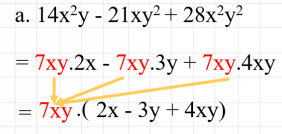 a. 14x²y - 21xy² + 28x²y²
= 7xy.2x - 7xy.3y + 7xy.4xy
= 7xy .( 2x - 3y + 4xy)